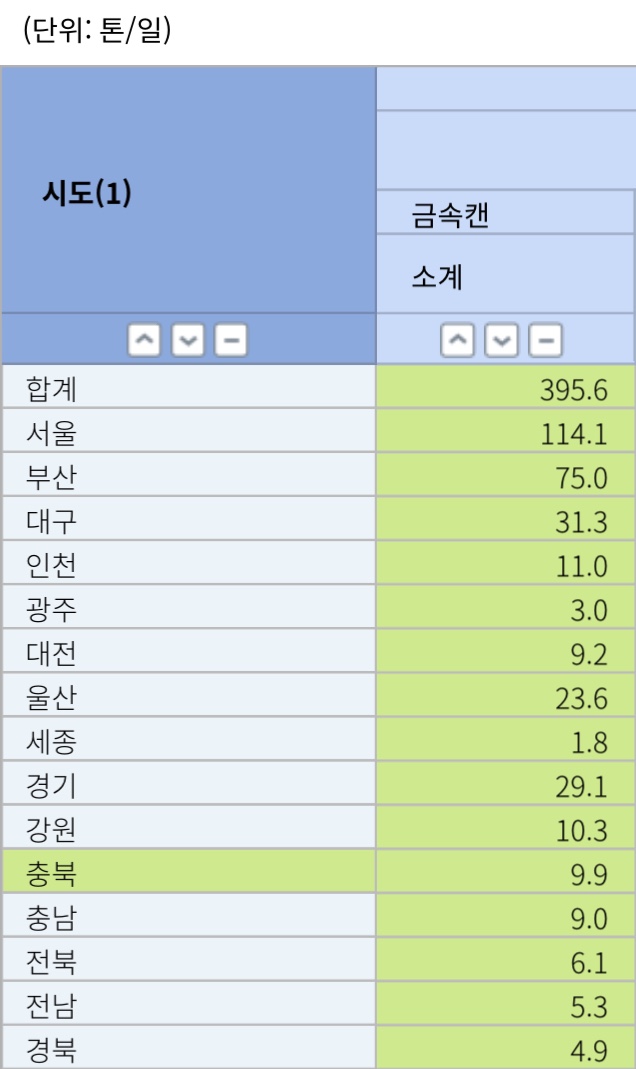 (단위: 톤/일)
시도(1)
금속캔
소계
합계 395.6
서울 114.1
부산 75.0
대구 31.3
인천 11.0
광주 3.0
대전 9.2
울산 23.6
세종 1.8
경기 29.1
강원 10.3
충북 9.9
충남 9.0
전북 6.1
전남 5.3
경북 4.9